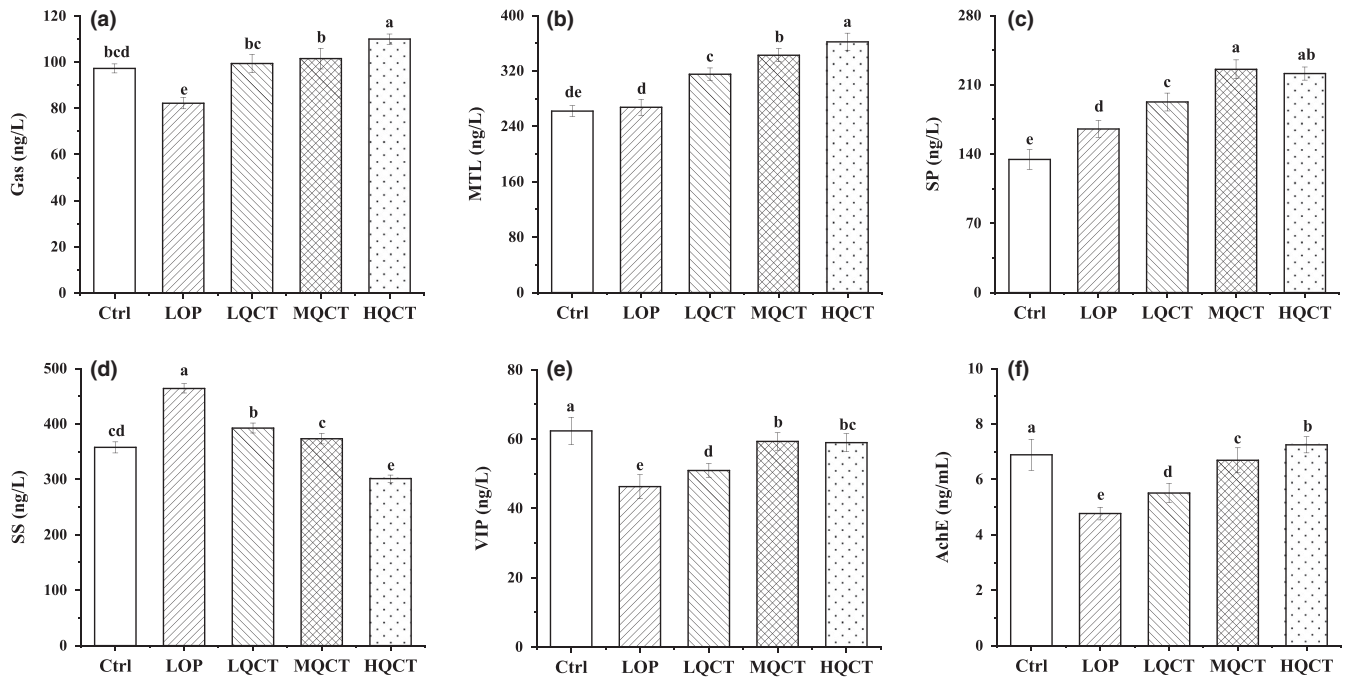 (a)
Gas (ng/L)
120
100
80
60
40
20
0
bcd
e
bc
b
a
Ctrl LOP LQCT MQCT HQCT
(b)
MTL (ng/L)
400
320
240
160
80
0
de
d
c
b
a
Ctrl LOP LQCT MQCT HQCT
(c)
SP (ng/L)
280
210
140
70
0
e
d
c
a
ab
Ctrl LOP LQCT MQCT HQCT
(d)
SS (ng/L)
500
400
300
200
100
0
cd
a
b
c
e
Ctrl LOP LQCT MQCT HQCT
(e)
VIP (ng/L)
80
60
40
20
0
a
e
d
b
bc
Ctrl LOP LQCT MQCT HQCT
(f)
AchE (ng/mL)
10
8
6
4
2
0
a
e
d
c
b
Ctrl LOP LQCT MQCT HQCT